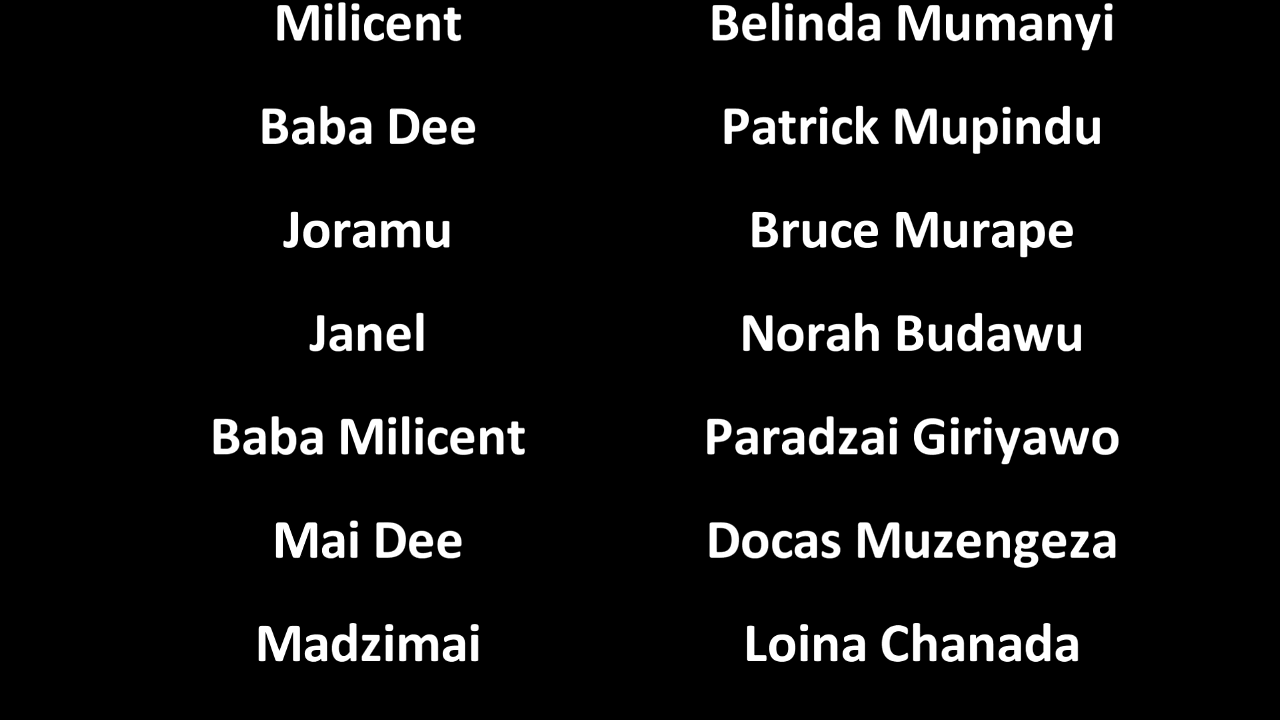 Milicent Belinda Mumanyi
Baba Dee Patrick Mupindu
Joramu Bruce Murape
Janel Norah Budawu
Baba Milicent Paradzai Giriyawo
Mai Dee Docas Muzengeza
Madzimai Loina Chanada